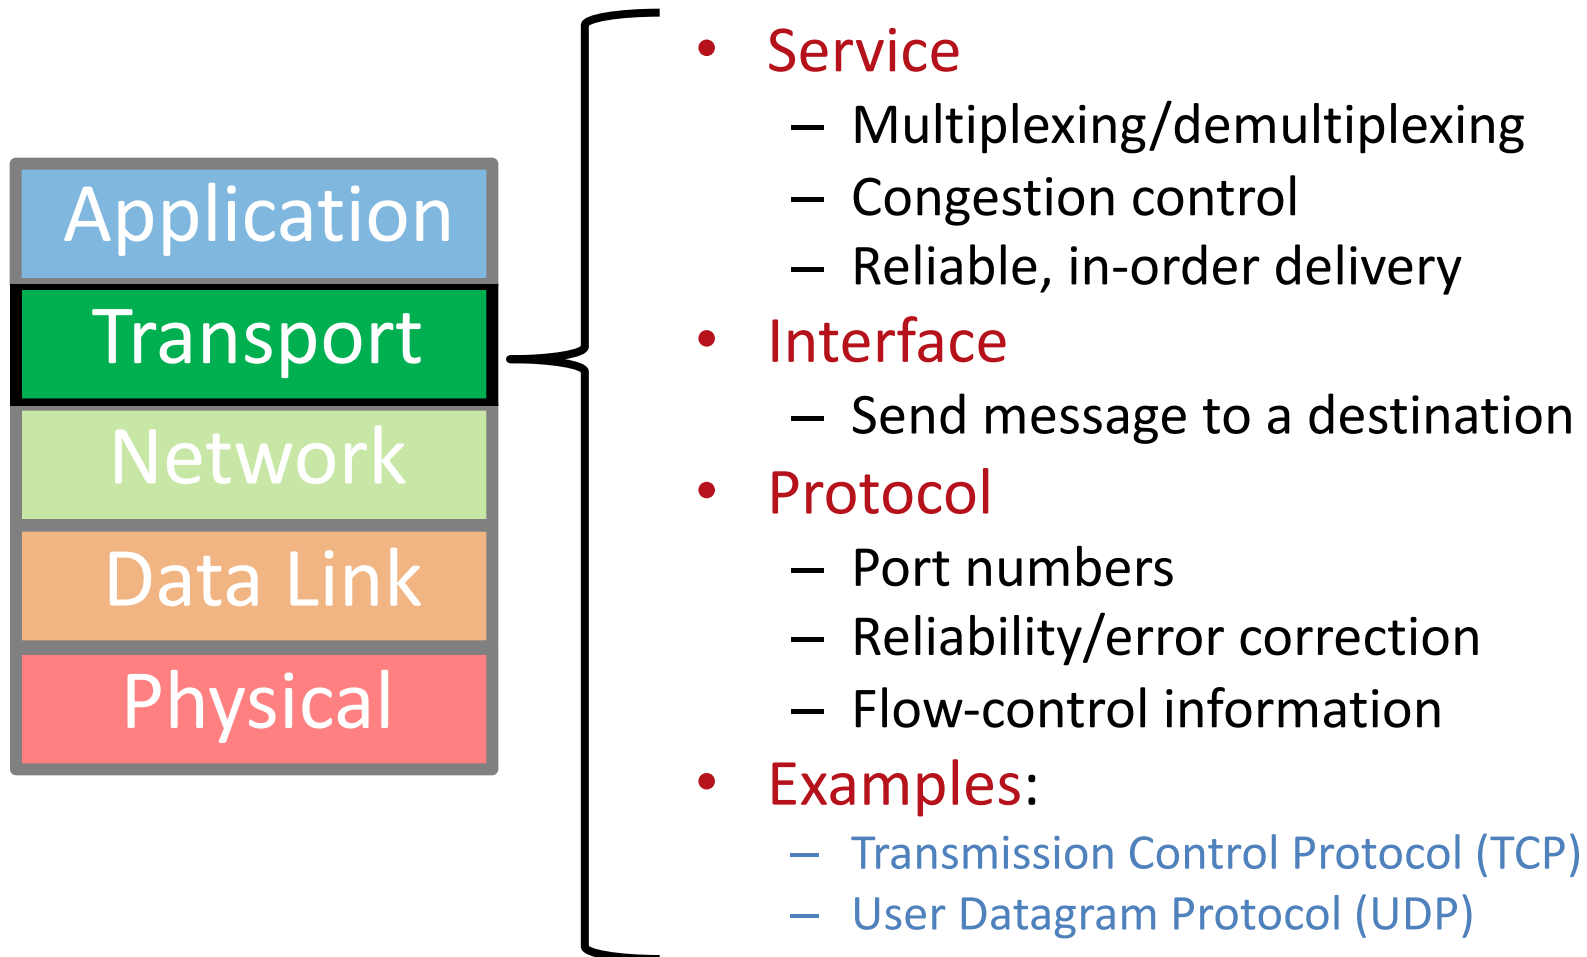 Application
Transport
Network
Data Link
Physical
• Service
– Multiplexing/demultiplexing
– Congestion control
– Reliable, in-order delivery
• Interface
– Send message to a destination
• Protocol
– Port numbers
– Reliability/error correction
– Flow-control information
• Examples:
– Transmission Control Protocol (TCP)
– User Datagram Protocol (UDP)